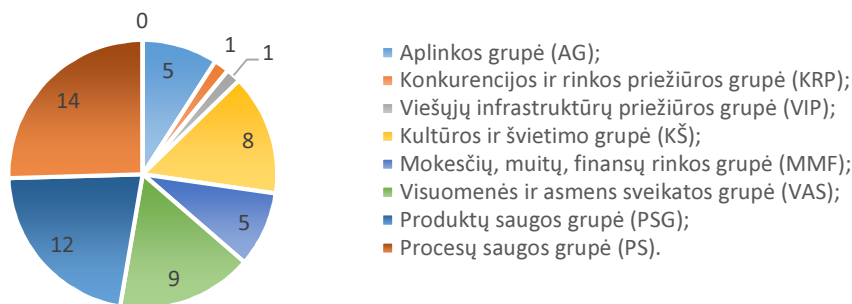 0
5
1
1
8
5
9
12
14
Aplinkos grupė (AG);
Konkurencijos ir rinkos priežiūros grupė (KRP);
Viešųjų infrastruktūrų priežiūros grupė (VIP);
Kultūros ir švietimo grupė (KŠ);
Mokesčių, muitų, finansų rinkos grupė (MMF);
Visuomenės ir asmens sveikatos grupė (VAS);
Produktų saugos grupė (PSG);
Procesų saugos grupė (PS).